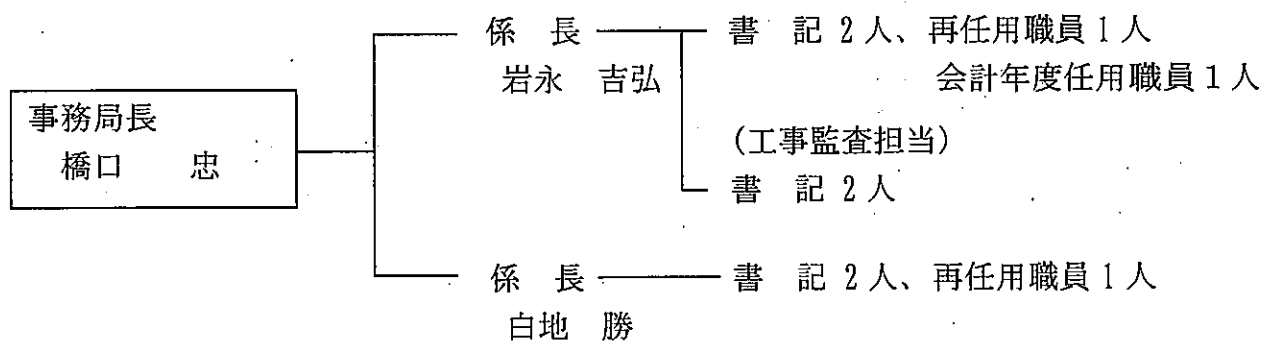 係 長 書 記 2人、再任用職員1人
岩永 吉弘 会計年度任用職員1人
事務局長
橋口 忠
(工事監査担当)
書 記 2人
係 長 書 記 2人、再任用職員1人
白地 勝